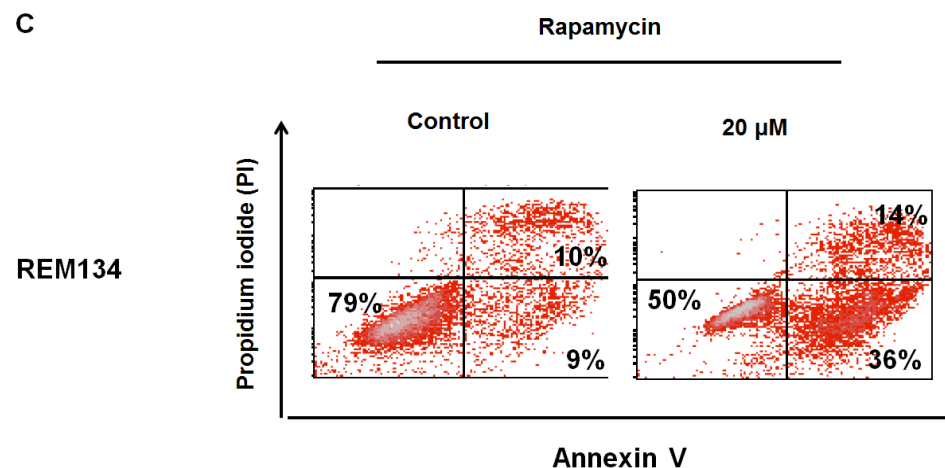 C
Rapamycin
Control
20 µM
Propidium iodide (PI)
REM134
79%
10%
9%
50%
14%
36%
Annexin V